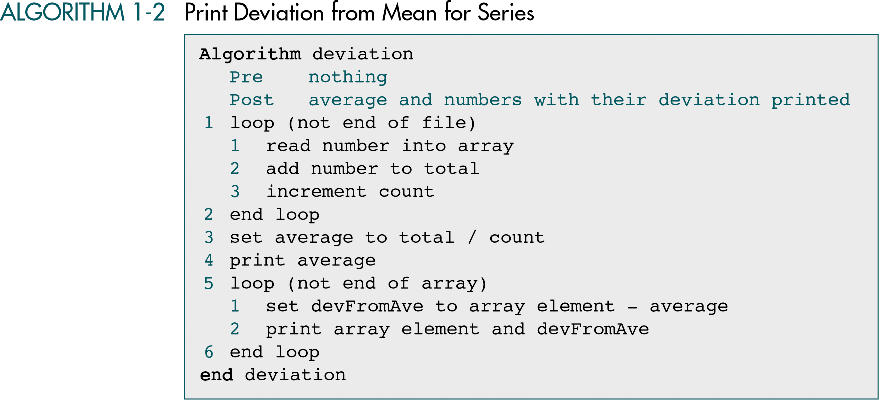 ALGORITHM 1-2 Print Deviation from Mean for Series
Algorithm deviation
Pre nothing
Post average and numbers with their deviation printed
1 loop (not end of file)
1 read number into array
2 add number to total
3 increment count
2 end loop
3 set average to total / count
4 print average
5 loop (not end of array)
1 set devFromAve to array element – average
2 print array element and devFromAve
6 end loop
end deviation